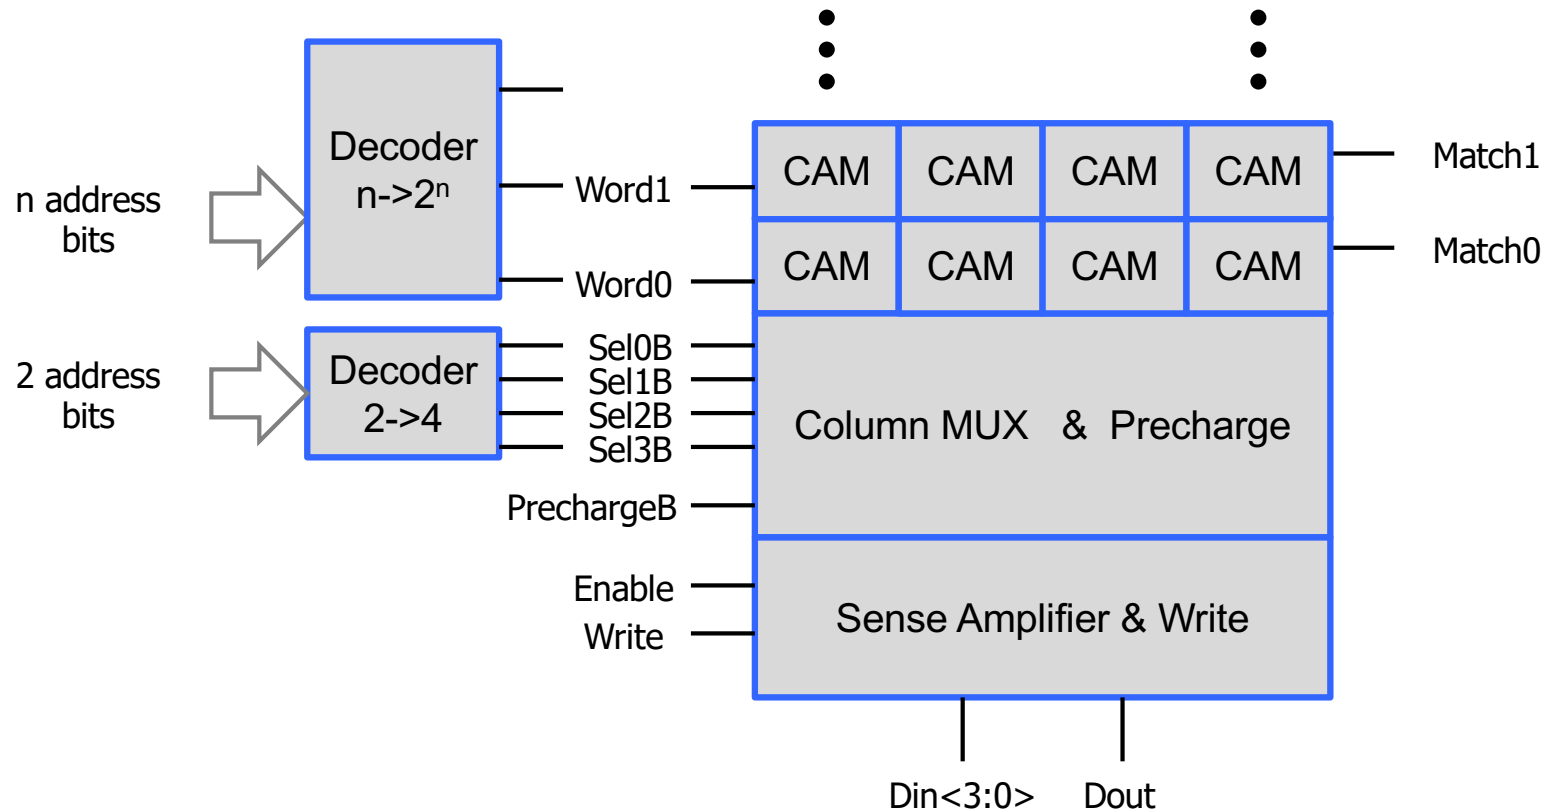 n address
bits
Decoder
n->2ⁿ
Word1
Word0
2 address
bits
Decoder
2->4
Sel0B
Sel1B
Sel2B
Sel3B
PrechargeB
Enable
Write
CAM CAM CAM CAM
CAM CAM CAM CAM
Match1
Match0
Column MUX & Precharge
Sense Amplifier & Write
Din<3:0> Dout